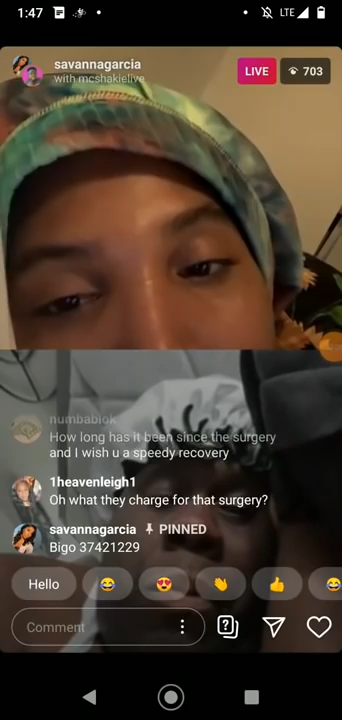 1:47
LTE
savannagarcia
with mcshakielive
LIVE
703
numbablok
How long has it been since the surgery
and I wish u a speedy recovery
1heavenleigh1
Oh what they charge for that surgery?
savannagarcia PINNED
Bigo 37421229
Hello
Comment